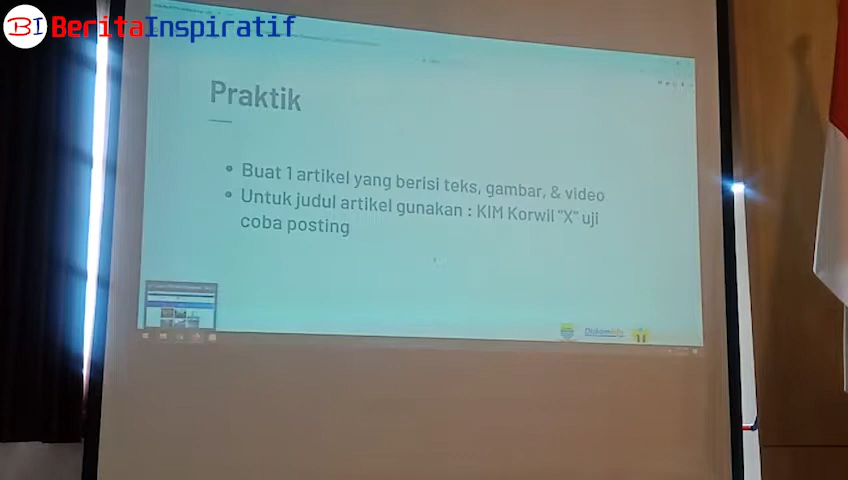 BI BeritaInspiratif
Praktik
• Buat 1 artikel yang berisi teks, gambar, & video
• Untuk judul artikel gunakan : KIM Korwil "X" uji
coba posting
Diskominfo